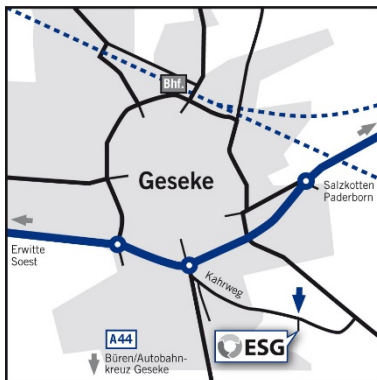 Bhf.
Geseke
Salzkotten
Paderborn
Erwitte
Soest
Kahrweg
A44
Büren/Autobahn-
kreuz Geseke
ESG